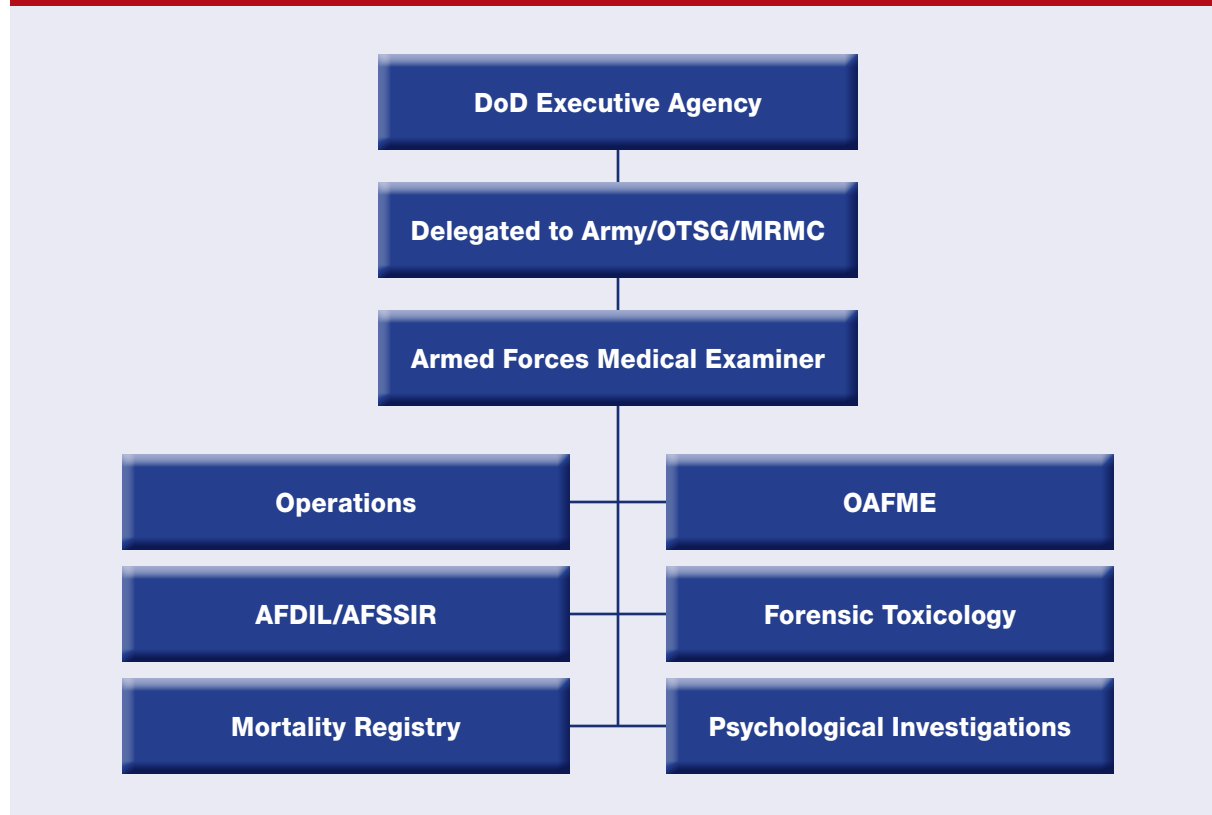 DoD Executive Agency
Delegated to Army/OTSG/MRMC
Armed Forces Medical Examiner
Operations
OAFME
AFDIL/AFSSIR
Forensic Toxicology
Mortality Registry
Psychological Investigations